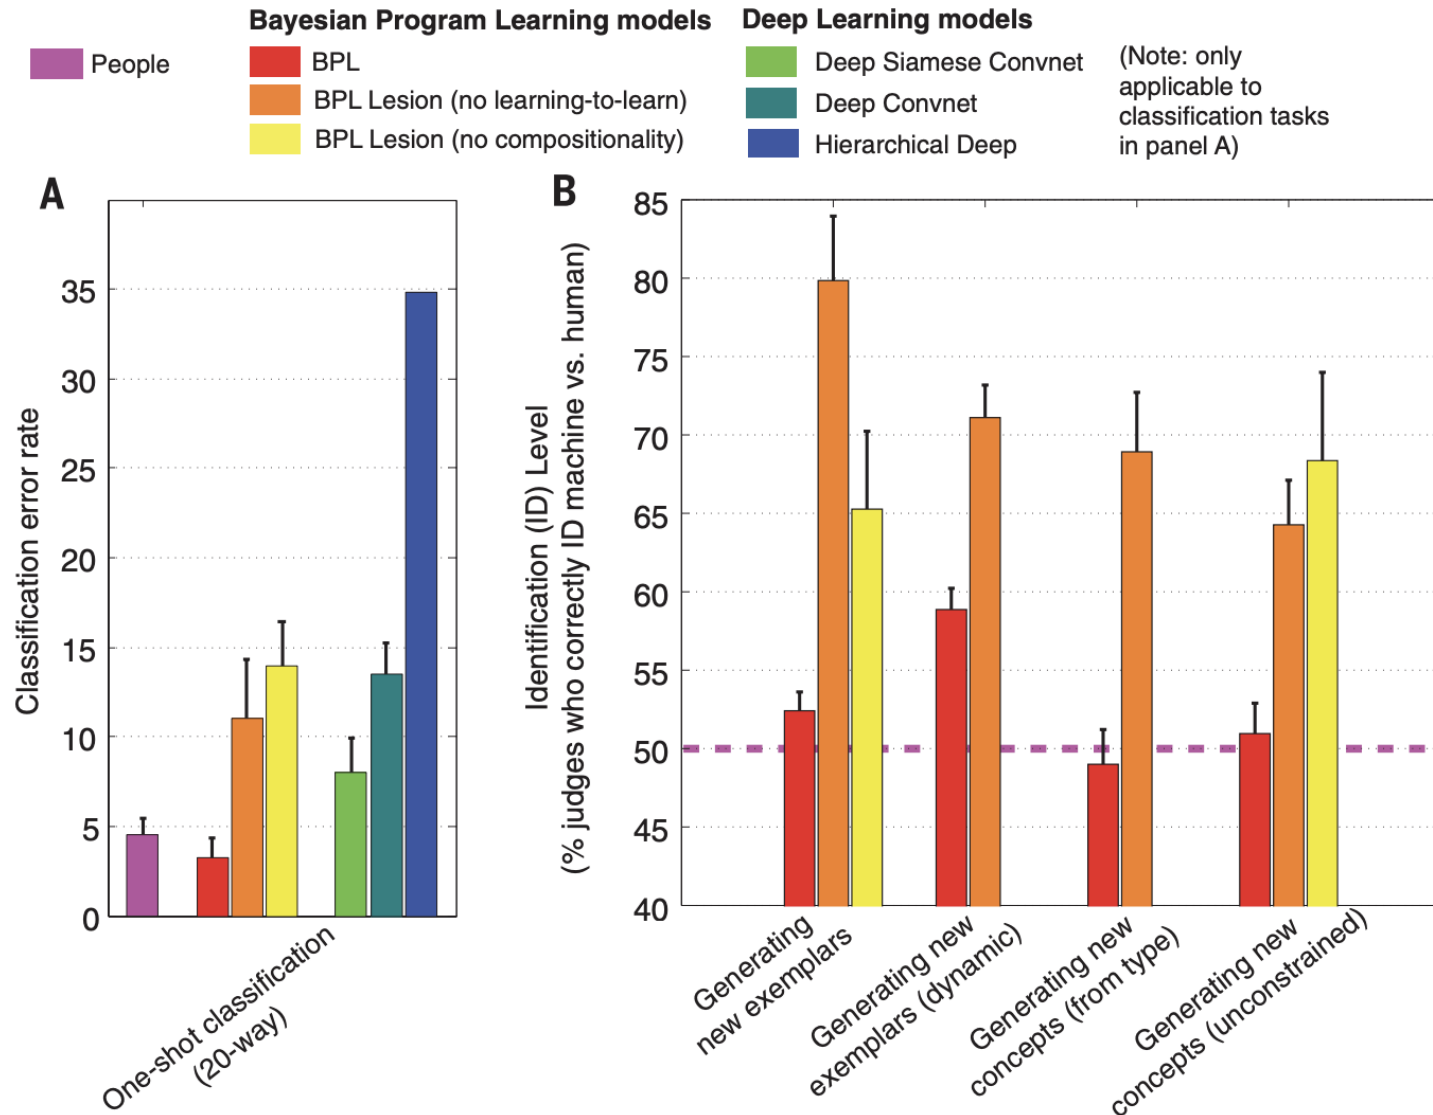 People
Bayesian Program Learning models
BPL
BPL Lesion (no learning-to-learn)
BPL Lesion (no compositionality)
Deep Learning models
Deep Siamese Convnet
Deep Convnet
Hierarchical Deep
(Note: only
applicable to
classification tasks
in panel A)
A
Classification error rate
35
30
25
20
15
10
5
0
One-shot classification
(20-way)
B
Identification (ID) Level
(% judges who correctly ID machine vs. human)
85
80
75
70
65
60
55
50
45
40
Generating
new exemplars
Generating new
exemplars (dynamic)
Generating new
concepts (from type)
Generating new
concepts (unconstrained)